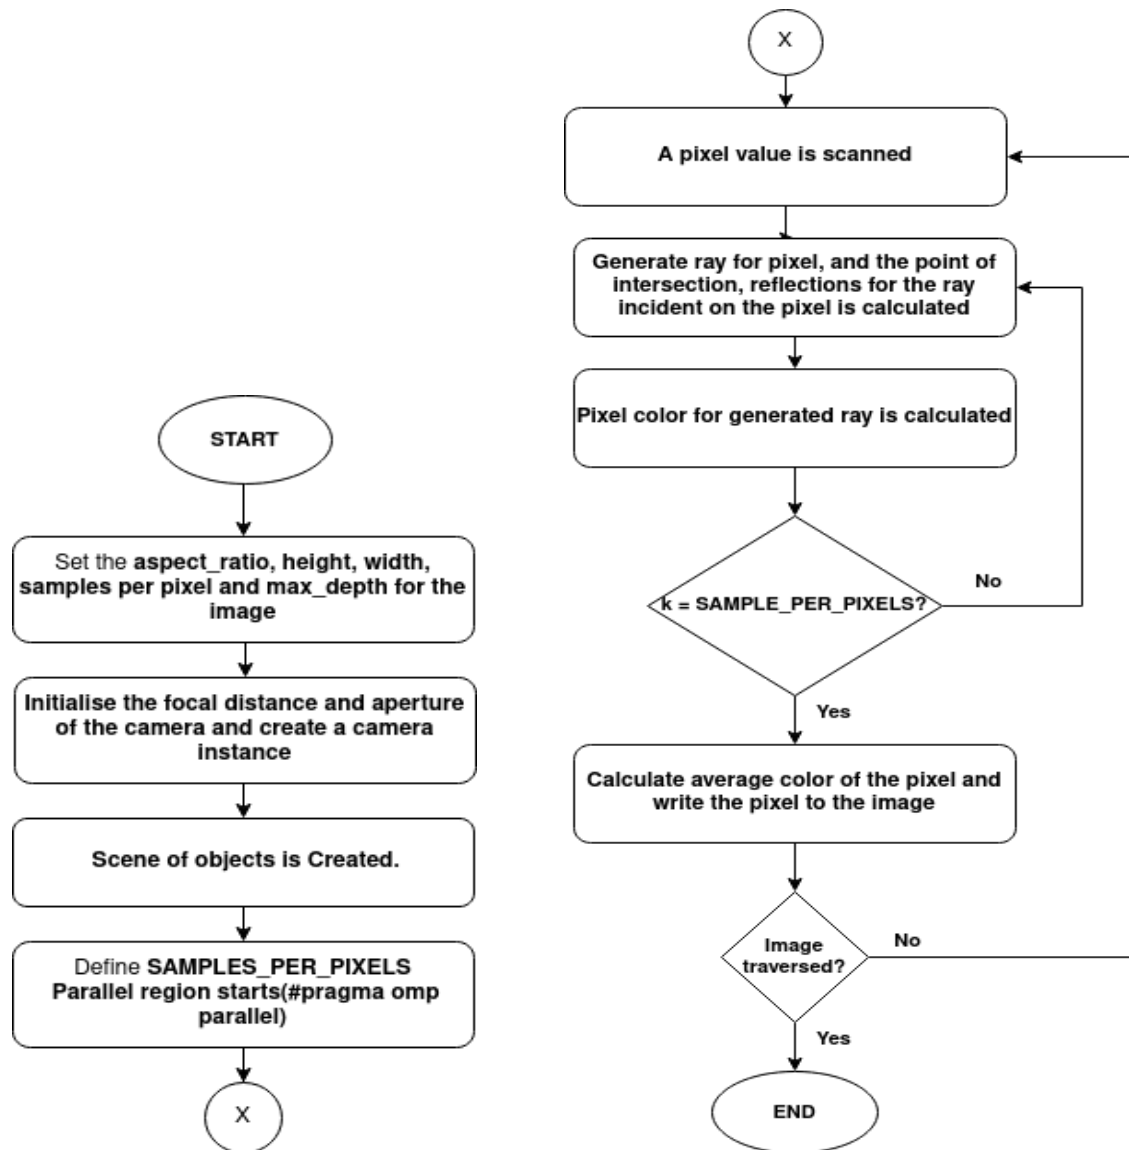 START
Set the aspect_ratio, height, width,
samples per pixel and max_depth for the
image
Initialise the focal distance and aperture
of the camera and create a camera
instance
Scene of objects is Created.
Define SAMPLES_PER_PIXELS
Parallel region starts(#pragma omp
parallel)
X
X
A pixel value is scanned
Generate ray for pixel, and the point of
intersection, reflections for the ray
incident on the pixel is calculated
Pixel color for generated ray is calculated
k = SAMPLE_PER_PIXELS?
No
Yes
Calculate average color of the pixel and
write the pixel to the image
Image
traversed?
No
Yes
END